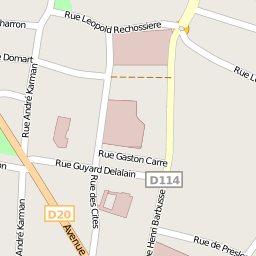 Rue Leopold Rechossiere
harron
Domart
Rue Le
Rue André Karman
Rue Gaston Carre
Rue Guyard Delalain
D114
Rue des Cites
D20
Avenue
André Karman
Rue Henri Barbusse
Rue de Presle